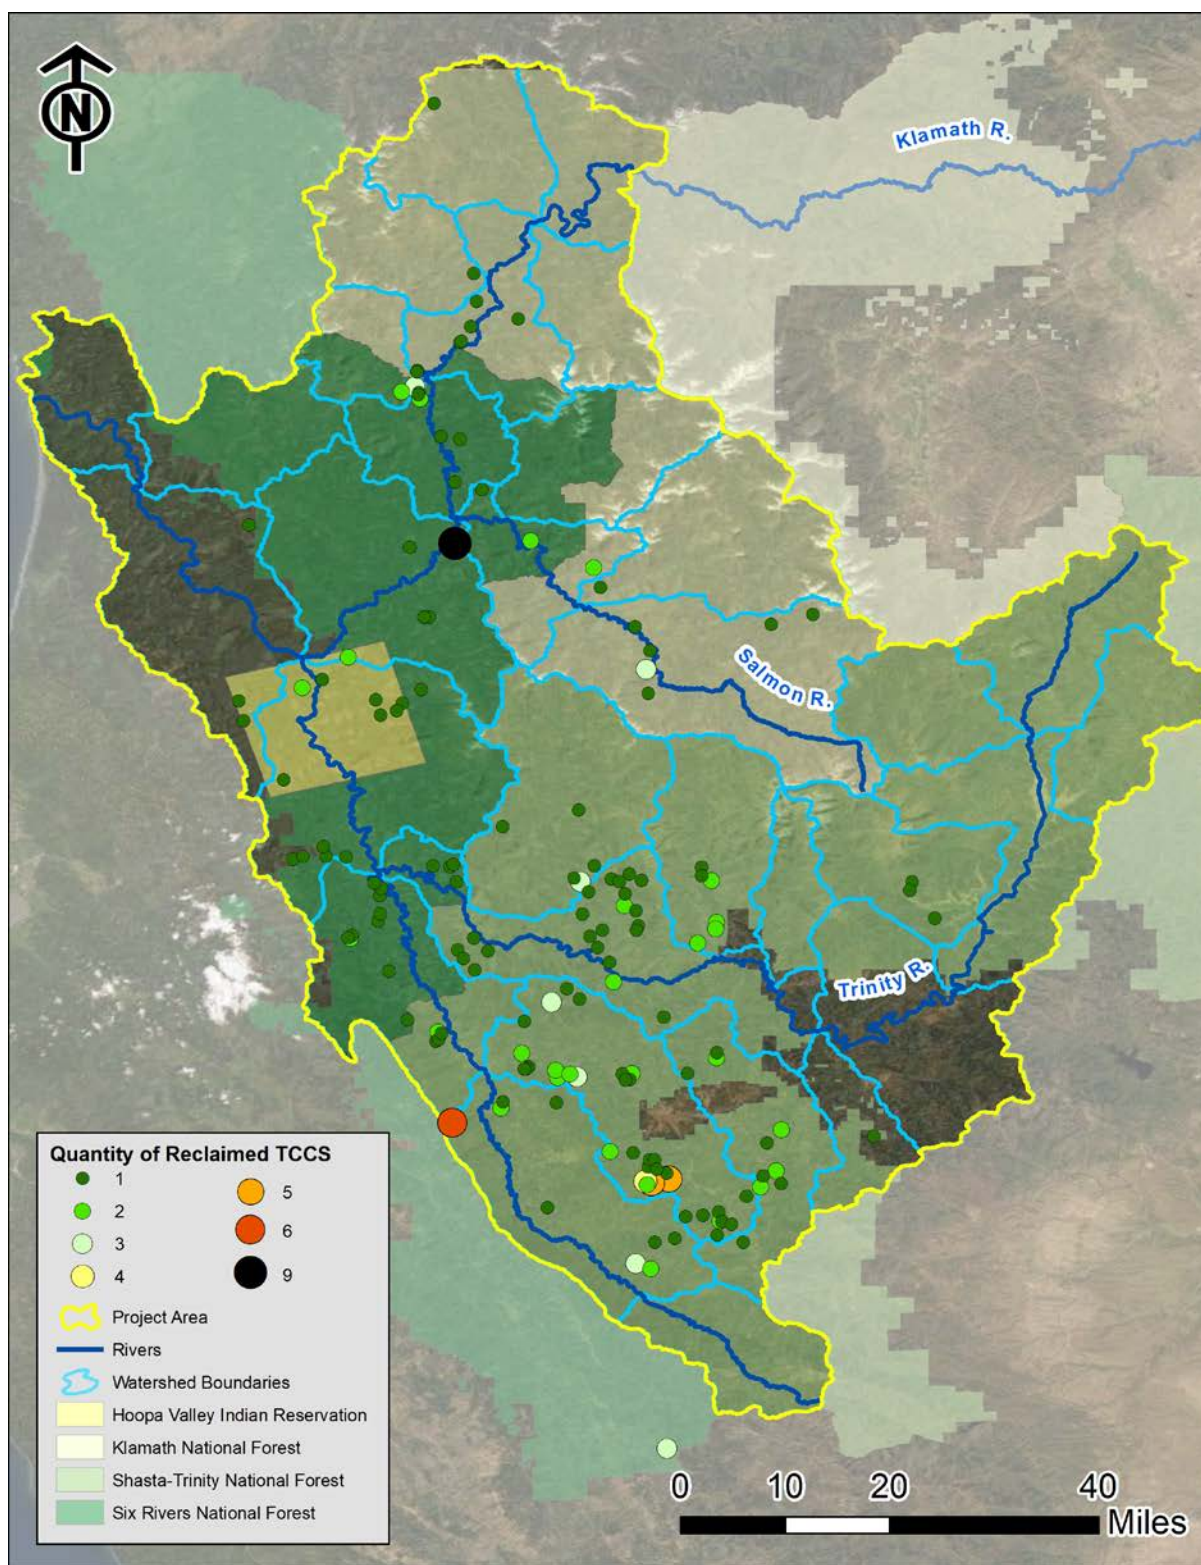 N
Klamath R.
Salmon R.
Trinity R.
Quantity of Reclaimed TCCS
1
5
2
6
3
4
9
Project Area
Rivers
Watershed Boundaries
Hoopa Valley Indian Reservation
Klamath National Forest
Shasta-Trinity National Forest
Six Rivers National Forest
0 10 20 40
Miles